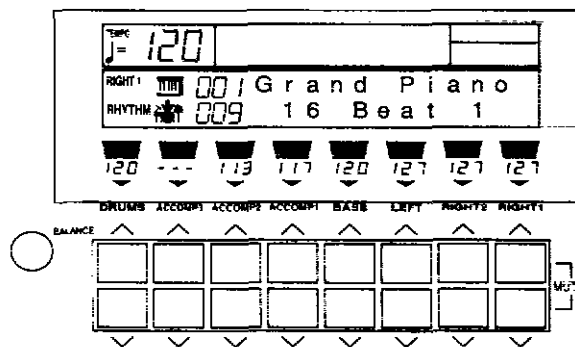 TEMPO
♩= 120
RIGHT 1 001 Grand Piano
RHYTHM 009 16 Beat 1
120 --- 113 117 120 127 127 127
DRUMS ACCOMP3 ACCOMP2 ACCOMP1 BASE LEFT RIGHT2 RIGHT1
BALANCE